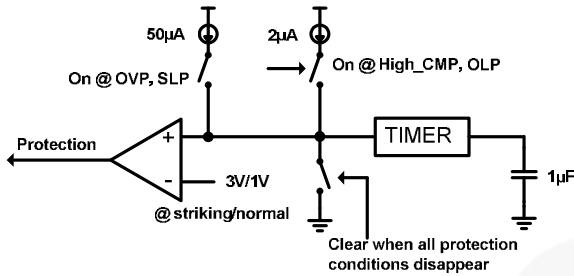 50µA
2µA
On @ OVP, SLP
On @ High_CMP, OLP
Protection
+
TIMER
-
3V/1V
1µF
@ striking/normal
Clear when all protection
conditions disappear